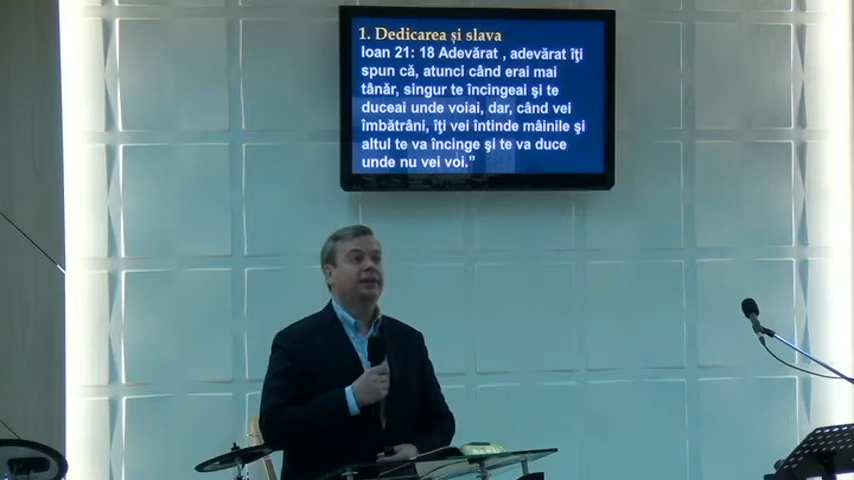 1. Dedicarea și slava
Ioan 21: 18 Adevărat , adevărat îţi
spun că, atunci când erai mai
tânăr, singur te încingeai şi te
duceai unde voiai, dar, când vei
îmbătrâni, îţi vei întinde mâinile şi
altul te va încinge şi te va duce
unde nu vei voi.”